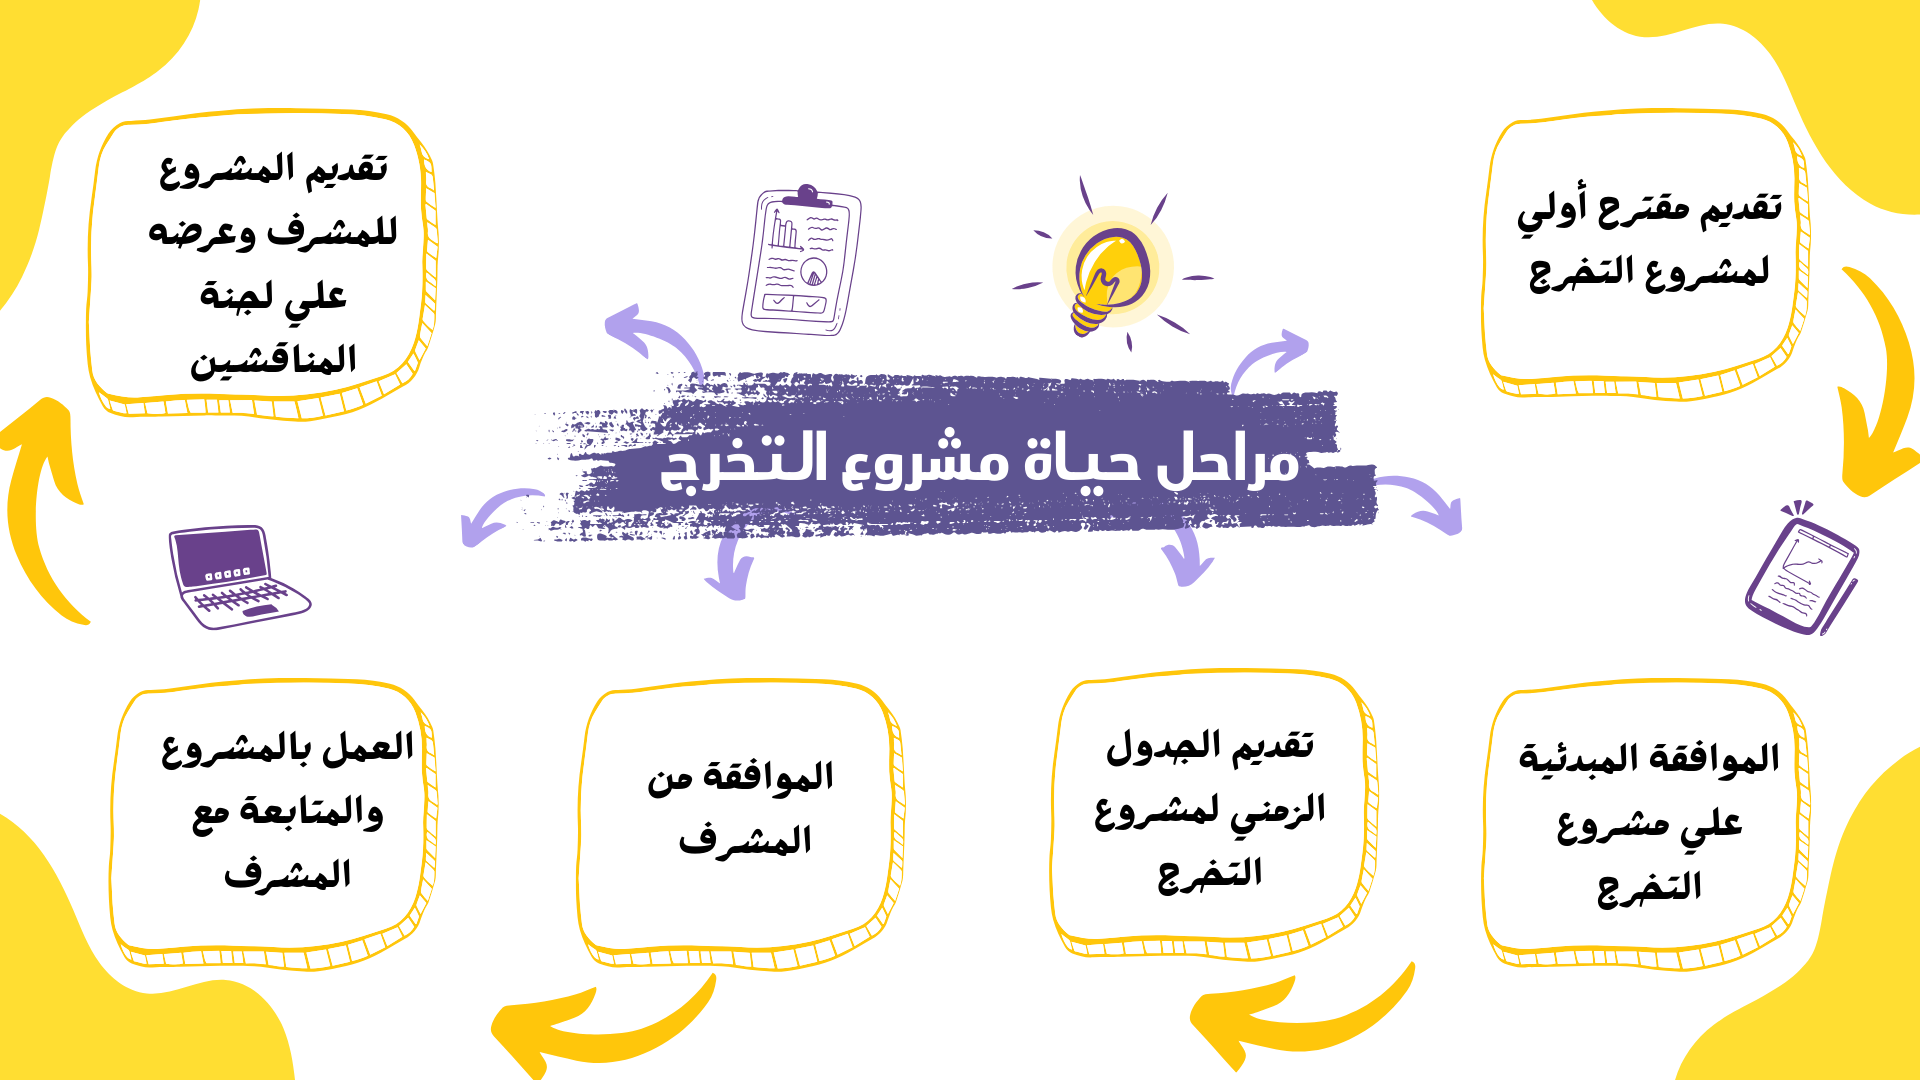 مراحل حياة مشروع التخرج
تقديم مقترح أولي
لمشروع التخرج
الموافقة المبدئية
علي مشروع
التخرج
تقديم الجدول
الزمني لمشروع
التخرج
الموافقة من
المشرف
العمل بالمشروع
والمتابعة مع
المشرف
تقديم المشروع
للمشرف وعرضه
علي لجنة
المناقشين